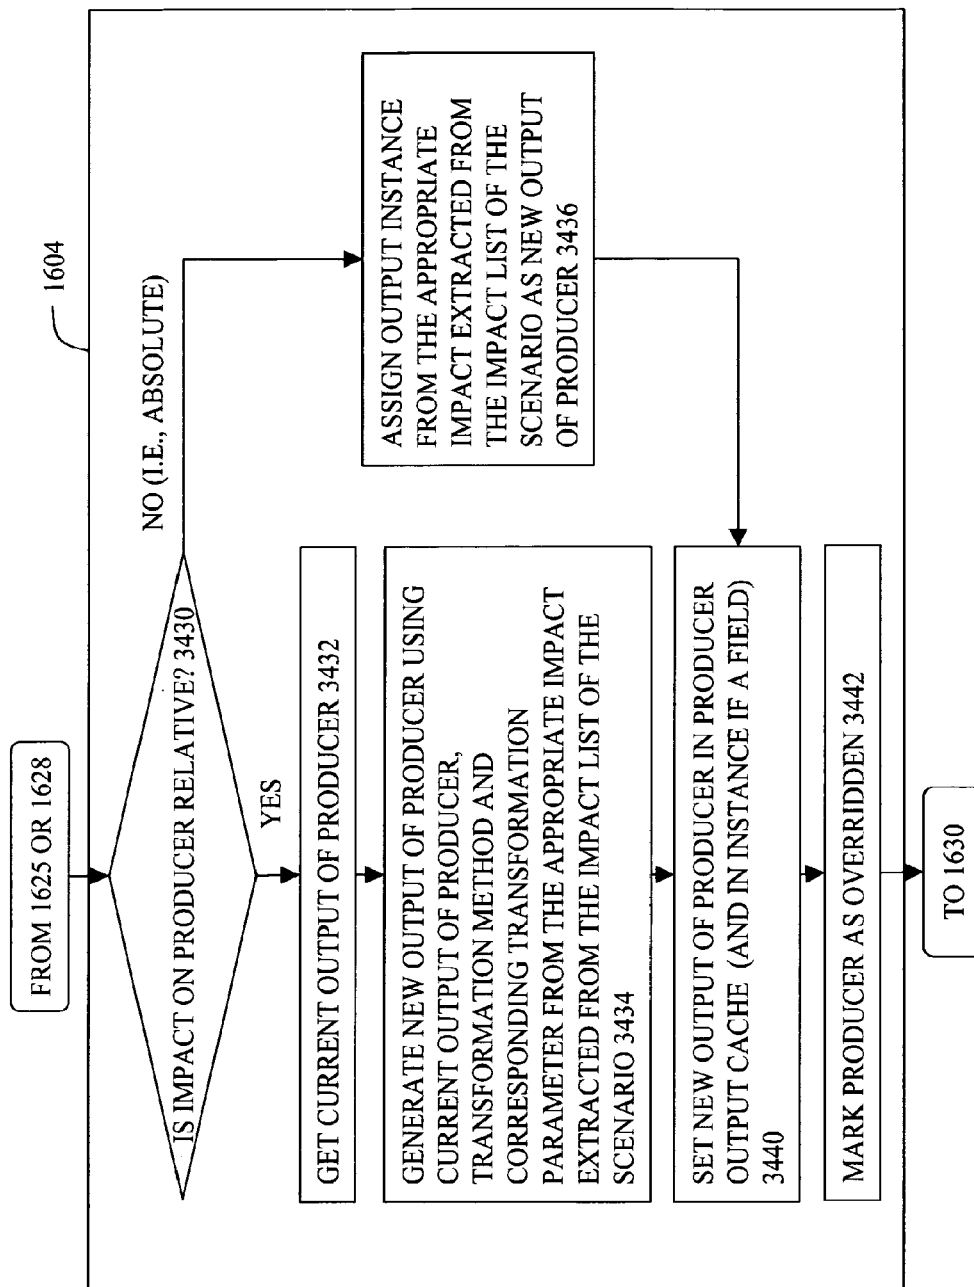 FROM 1625 OR 1628
1604
IS IMPACT ON PRODUCER RELATIVE? 3430
NO (I.E., ABSOLUTE)
YES
GET CURRENT OUTPUT OF PRODUCER 3432
GENERATE NEW OUTPUT OF PRODUCER USING
CURRENT OUTPUT OF PRODUCER,
TRANSFORMATION METHOD AND
CORRESPONDING TRANSFORMATION
PARAMETER FROM THE APPROPRIATE IMPACT
EXTRACTED FROM THE IMPACT LIST OF THE
SCENARIO 3434
ASSIGN OUTPUT INSTANCE
FROM THE APPROPRIATE
IMPACT EXTRACTED FROM
THE IMPACT LIST OF THE
SCENARIO AS NEW OUTPUT
OF PRODUCER 3436
SET NEW OUTPUT OF PRODUCER IN PRODUCER
OUTPUT CACHE (AND IN INSTANCE IF A FIELD)
3440
MARK PRODUCER AS OVERRIDDEN 3442
TO 1630